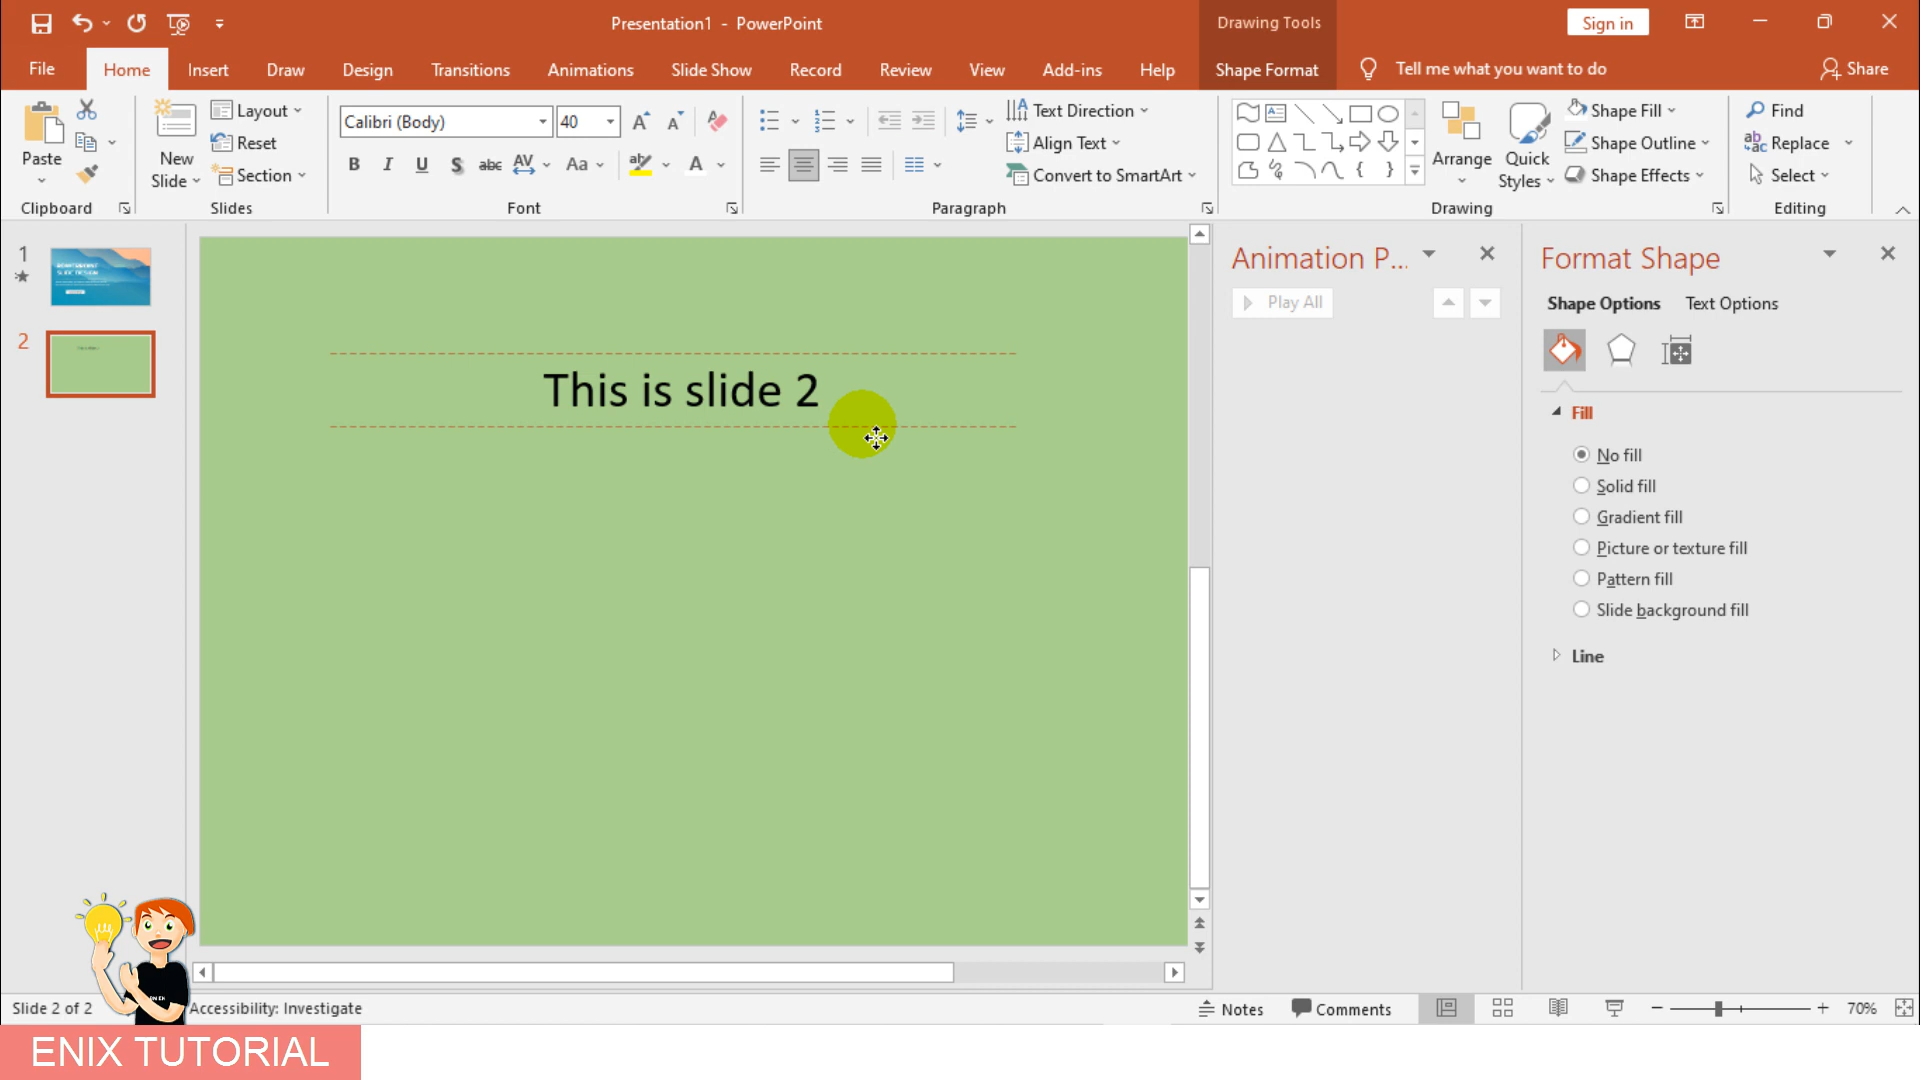 Presentation1 - PowerPoint
Drawing Tools
Sign in
File
Home
Insert
Draw
Design
Transitions
Animations
Slide Show
Record
Review
View
Add-ins
Help
Shape Format
Tell me what you want to do
Share
Paste
Clipboard
New
Slide
Layout
Reset
Section
Slides
Calibri (Body)
40
B I U S abc AV Aa A
Font
Text Direction
Align Text
Convert to SmartArt
Paragraph
Arrange
Quick
Styles
Shape Fill
Shape Outline
Shape Effects
Drawing
Find
Replace
Select
Editing
1
2
This is slide 2
Animation P...
Play All
Format Shape
Shape Options
Text Options
Fill
No fill
Solid fill
Gradient fill
Picture or texture fill
Pattern fill
Slide background fill
Line
Slide 2 of 2
Accessibility: Investigate
Notes
Comments
70%
ENIX TUTORIAL